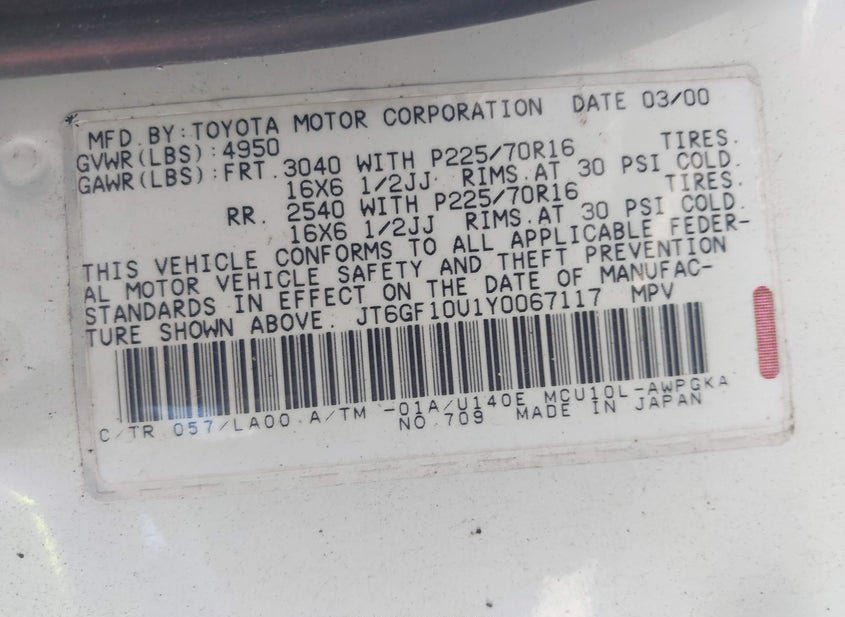 MFD.BY:TOYOTA MOTOR CORPORATION DATE 03/00
GVWR(LBS):4950
GAWR(LBS):FRT. 3040 WITH P225/70R16 TIRES.
16X6 1/2JJ RIMS.AT 30 PSI COLD.
RR. 2540 WITH P225/70R16 TIRES.
16X6 1/2JJ RIMS.AT 30 PSI COLD.
THIS VEHICLE CONFORMS TO ALL APPLICABLE FEDER-
AL MOTOR VEHICLE SAFETY AND THEFT PREVENTION
STANDARDS IN EFFECT ON THE DATE OF MANUFAC-
TURE SHOWN ABOVE. JT6GF10U1Y0067117 MPV
C/TR 057/LA00 A/TM -01A/U140E MCU10L-AWPGKA
NO.709 MADE IN JAPAN